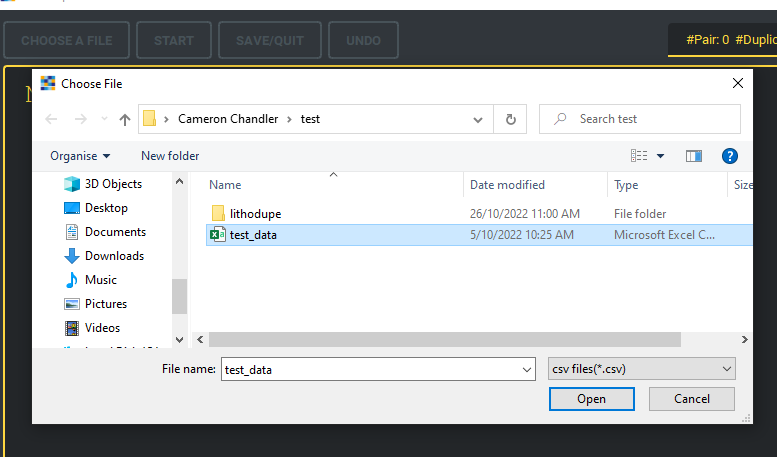 CHOOSE A FILE START SAVE/QUIT UNDO #Pair: 0 #Duplic
Choose File
Cameron Chandler test Search test
Organise New folder
Name Date modified Type Size
3D Objects
Desktop
Documents
Downloads
Music
Pictures
Videos
lithodupe 26/10/2022 11:00 AM File folder
test_data 5/10/2022 10:25 AM Microsoft Excel C...
File name: test_data csv files(*.csv)
Open Cancel